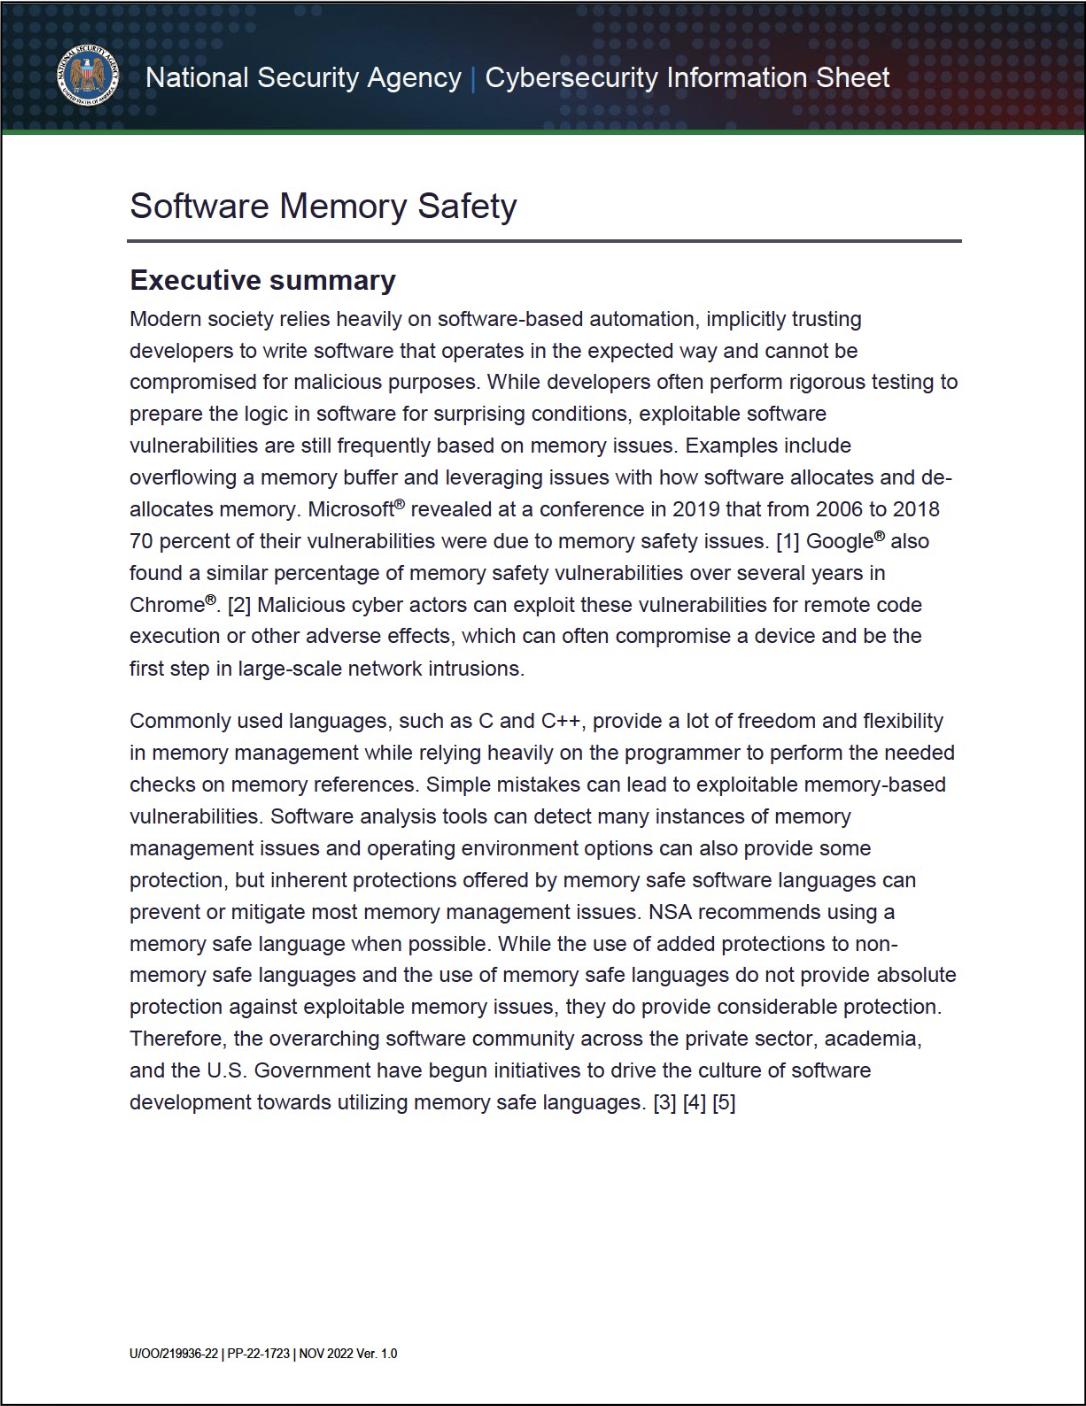 NATIONAL SECURITY AGENCY
UNITED STATES OF AMERICA
National Security Agency | Cybersecurity Information Sheet
Software Memory Safety
Executive summary
Modern society relies heavily on software-based automation, implicitly trusting
developers to write software that operates in the expected way and cannot be
compromised for malicious purposes. While developers often perform rigorous testing to
prepare the logic in software for surprising conditions, exploitable software
vulnerabilities are still frequently based on memory issues. Examples include
overflowing a memory buffer and leveraging issues with how software allocates and de-
allocates memory. Microsoft® revealed at a conference in 2019 that from 2006 to 2018
70 percent of their vulnerabilities were due to memory safety issues. [1] Google® also
found a similar percentage of memory safety vulnerabilities over several years in
Chrome®. [2] Malicious cyber actors can exploit these vulnerabilities for remote code
execution or other adverse effects, which can often compromise a device and be the
first step in large-scale network intrusions.
Commonly used languages, such as C and C++, provide a lot of freedom and flexibility
in memory management while relying heavily on the programmer to perform the needed
checks on memory references. Simple mistakes can lead to exploitable memory-based
vulnerabilities. Software analysis tools can detect many instances of memory
management issues and operating environment options can also provide some
protection, but inherent protections offered by memory safe software languages can
prevent or mitigate most memory management issues. NSA recommends using a
memory safe language when possible. While the use of added protections to non-
memory safe languages and the use of memory safe languages do not provide absolute
protection against exploitable memory issues, they do provide considerable protection.
Therefore, the overarching software community across the private sector, academia,
and the U.S. Government have begun initiatives to drive the culture of software
development towards utilizing memory safe languages. [3] [4] [5]
U/OO/219936-22 | PP-22-1723 | NOV 2022 Ver. 1.0